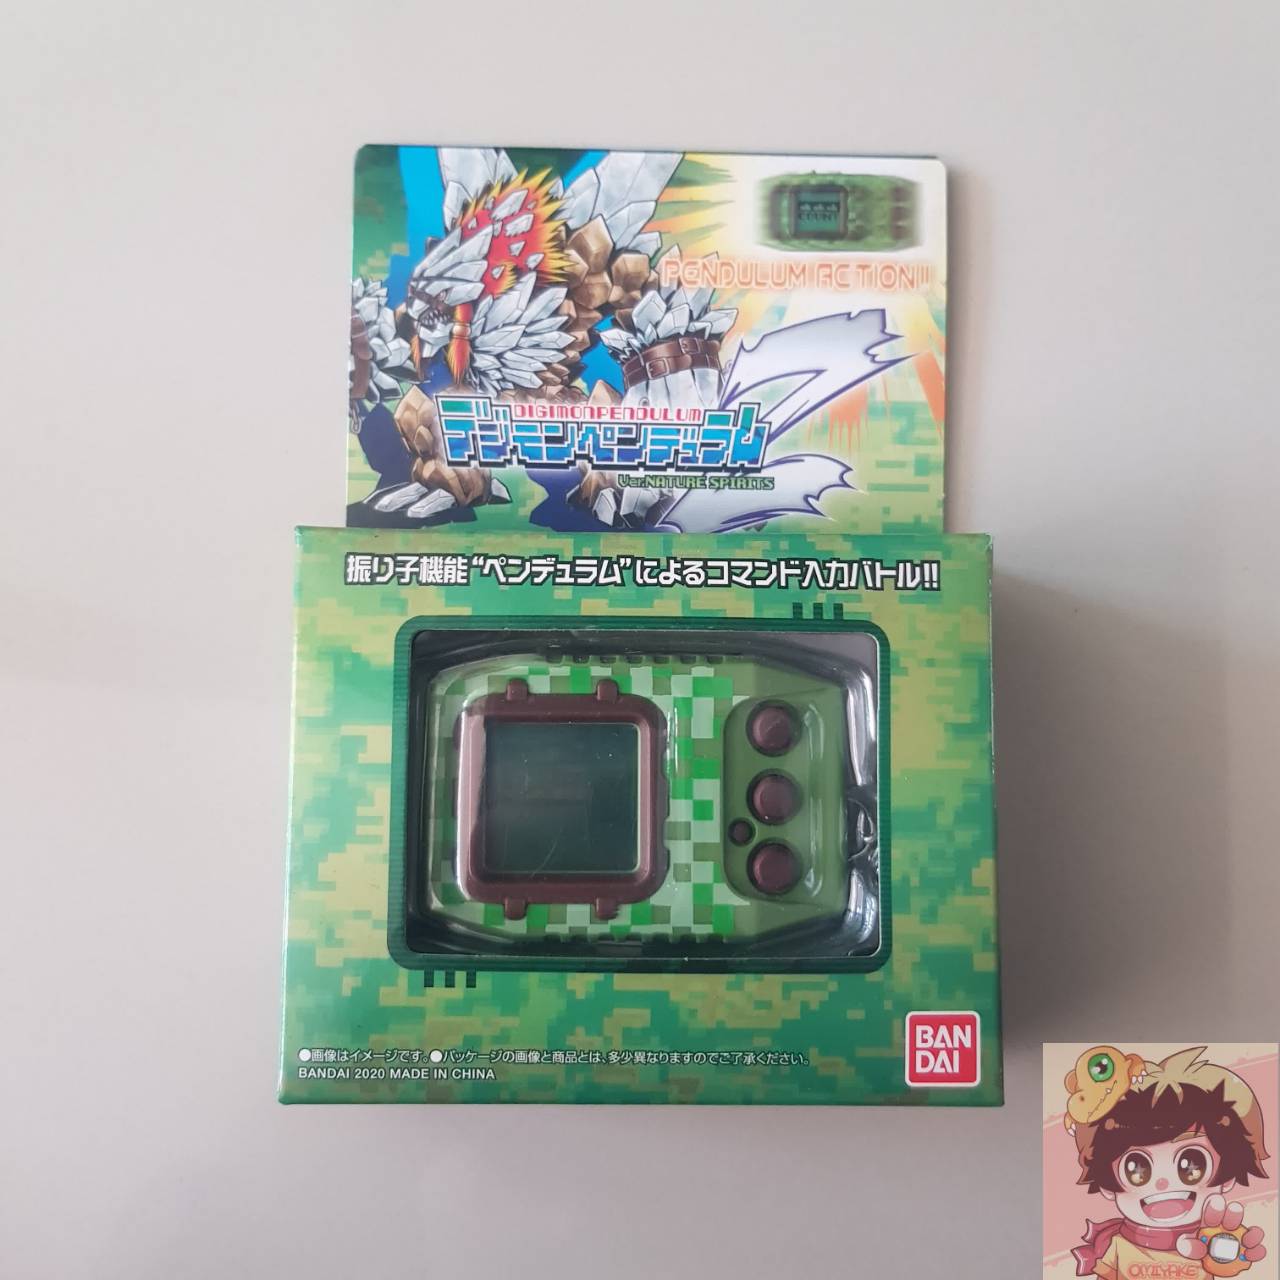 COUNT
PENDULUM ACTION!!
DIGIMONPENDULUM
デジモンペンデュラム Z
Ver.NATURE SPIRITS
振り子機能“ペンデュラム”によるコマンド入力バトル!!
●画像はイメージです。●パッケージの画像と商品とは、多少異なりますのでご了承ください。
BANDAI 2020 MADE IN CHINA
BAN
DAI
OMIYAKE